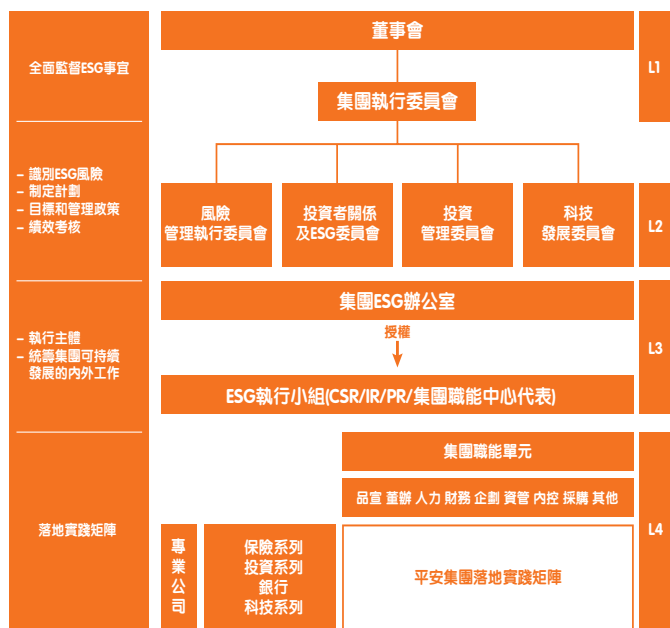 全面監督ESG事宜
董事會
集團執行委員會
L1
– 識別ESG風險
– 制定計劃
– 目標和管理政策
– 績效考核
風險
管理執行委員會
投資者關係
及ESG委員會
投資
管理委員會
科技
發展委員會
L2
– 執行主體
– 統籌集團可持續
發展的內外工作
集團ESG辦公室
授權
ESG執行小組(CSR/IR/PR/集團職能中心代表)
L3
落地實踐矩陣
集團職能單元
品宣 董辦 人力 財務 企劃 資管 內控 採購 其他
專業公司
保險系列
投資系列
銀行
科技系列
平安集團落地實踐矩陣
L4